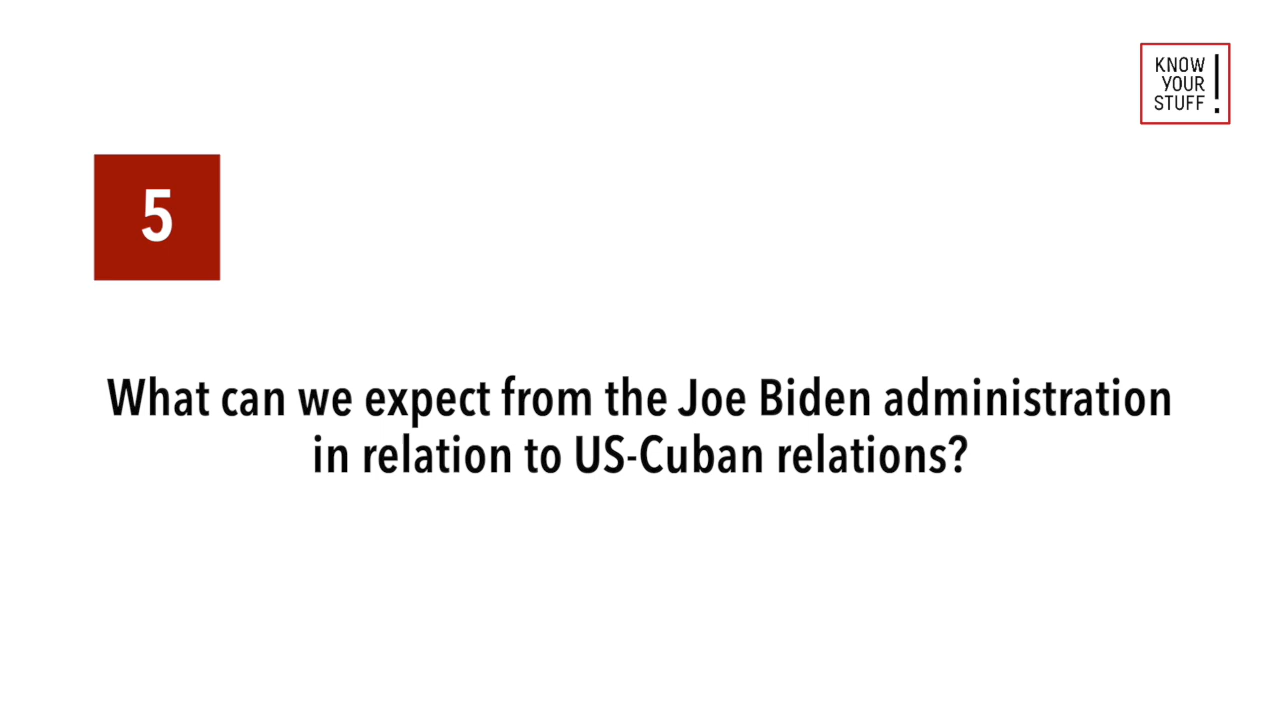 KNOW
YOUR
STUFF!
5
What can we expect from the Joe Biden administration
in relation to US-Cuban relations?